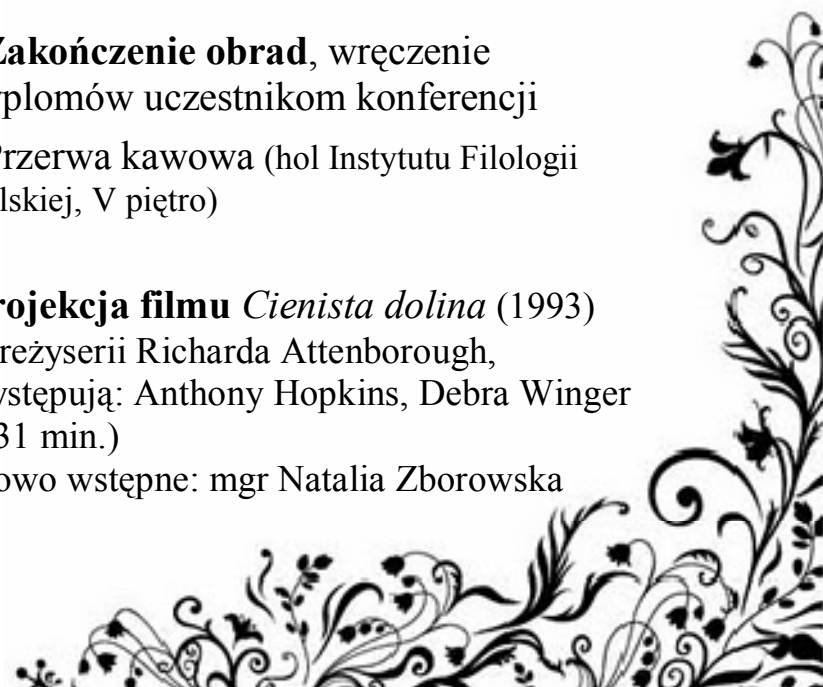 Zakończenie obrad, wręczenie
yplomów uczestnikom konferencji
Przerwa kawowa (hol Instytutu Filologii
lskiej, V piętro)
rojekcja filmu Cienista dolina (1993)
reżyserii Richarda Attenborough,
ystępują: Anthony Hopkins, Debra Winger
31 min.)
owo wstępne: mgr Natalia Zborowska